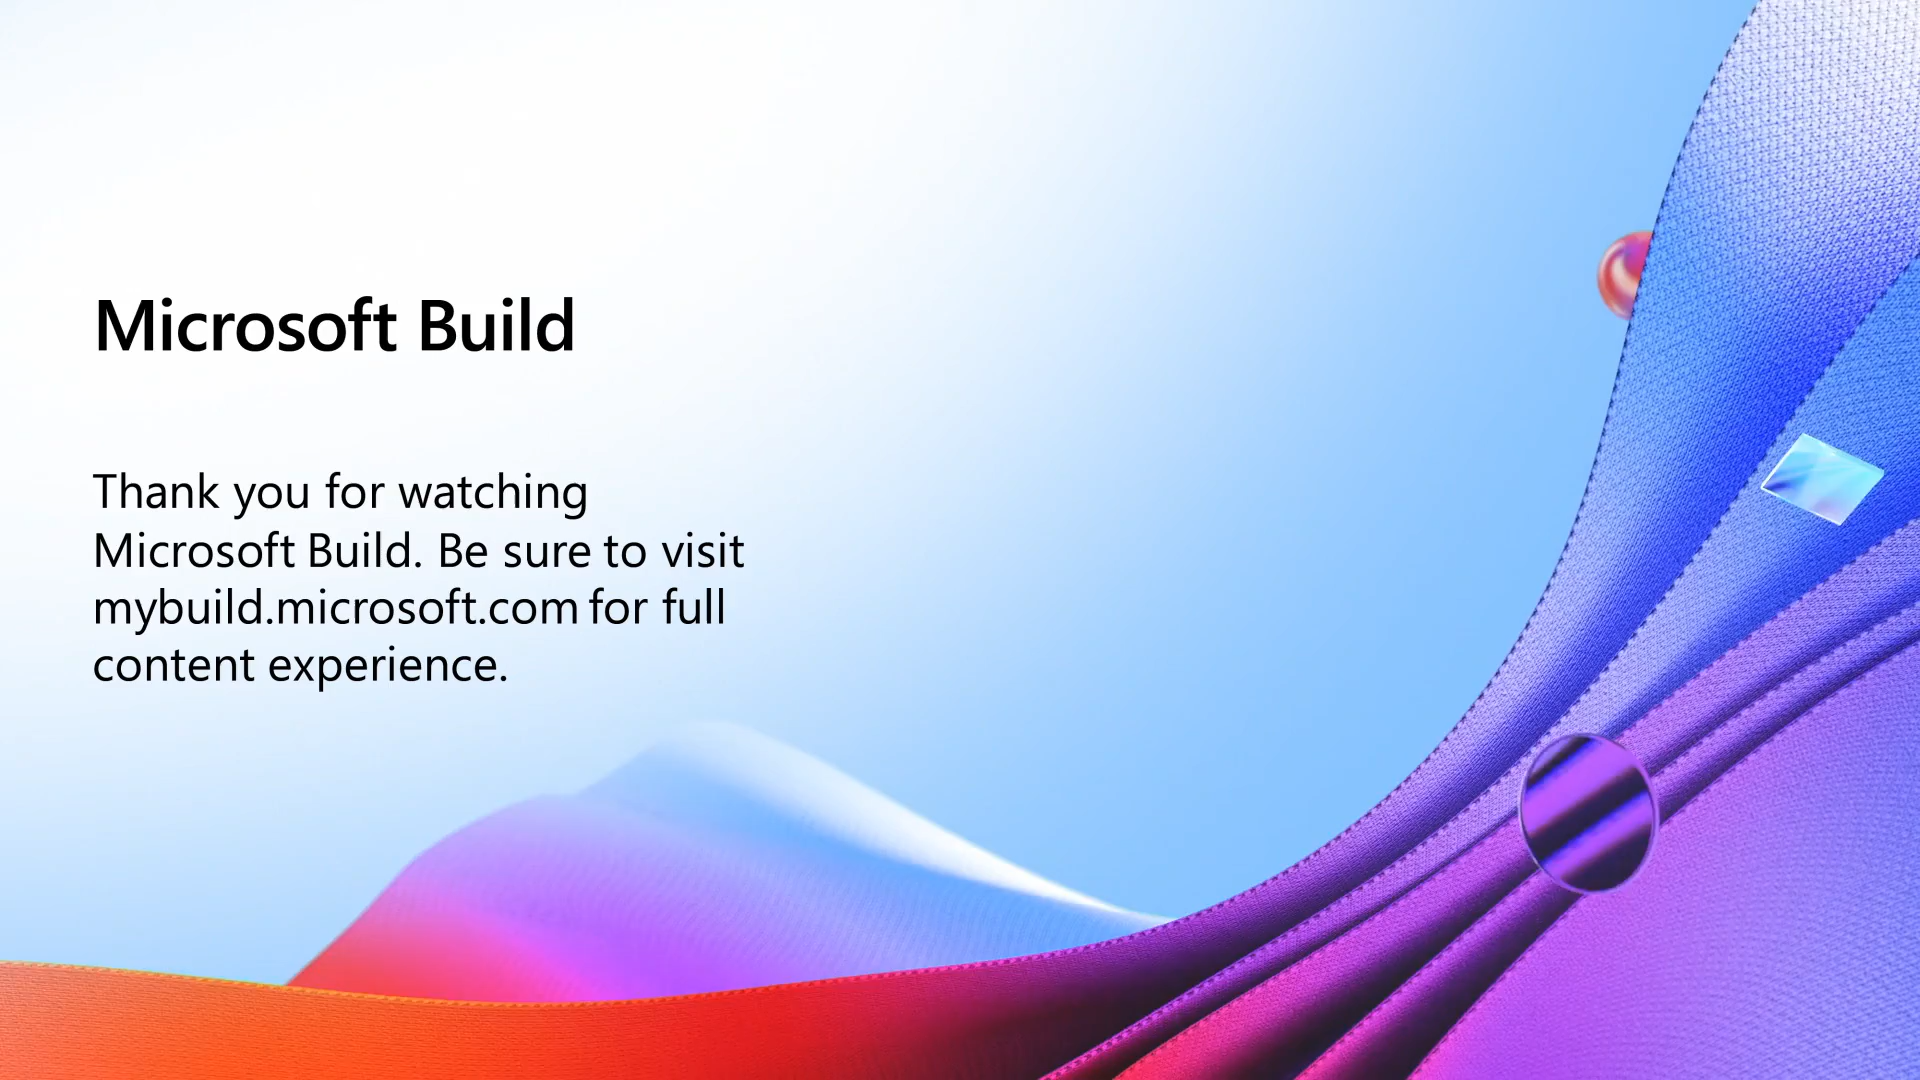 Microsoft Build
Thank you for watching
Microsoft Build. Be sure to visit
mybuild.microsoft.com for full
content experience.